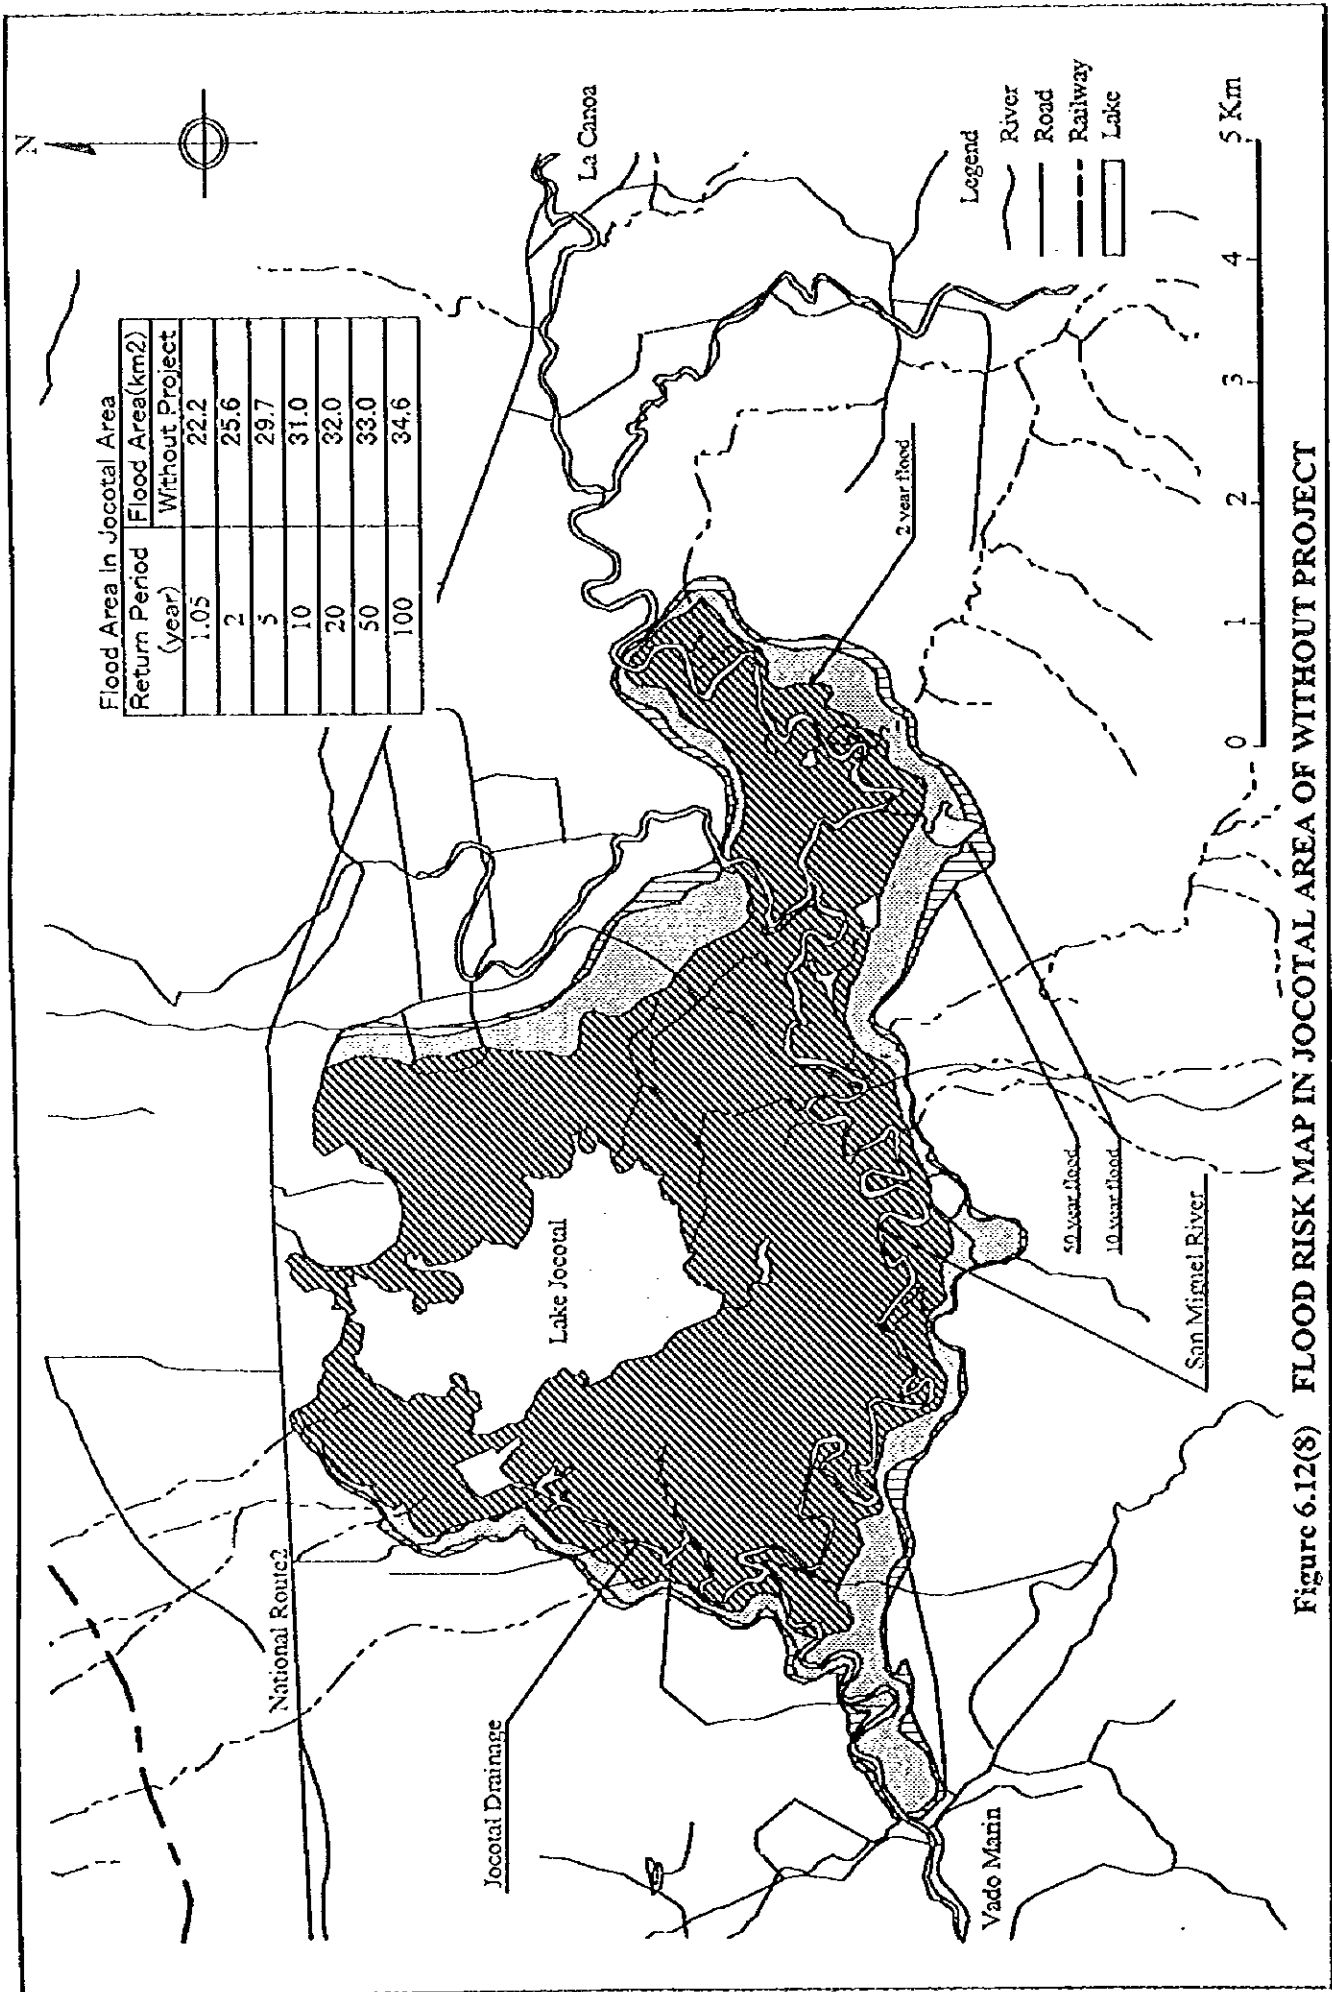 N
Flood Area In Jocotal Area
Return Period Flood Area(km2)
(year) Without Project
1.05 22.2
2 25.6
5 29.7
10 31.0
20 32.0
50 33.0
100 34.6
National Route2
La Canoa
Lake Jocotal
Jocotal Drainage
2 year flood
Vado Marin
50 year flood
10 year flood
San Miguel River
Legend
River
Road
Railway
Lake
0 1 2 3 4 5 Km
Figure 6.12(8) FLOOD RISK MAP IN JOCOTAL AREA OF WITHOUT PROJECT